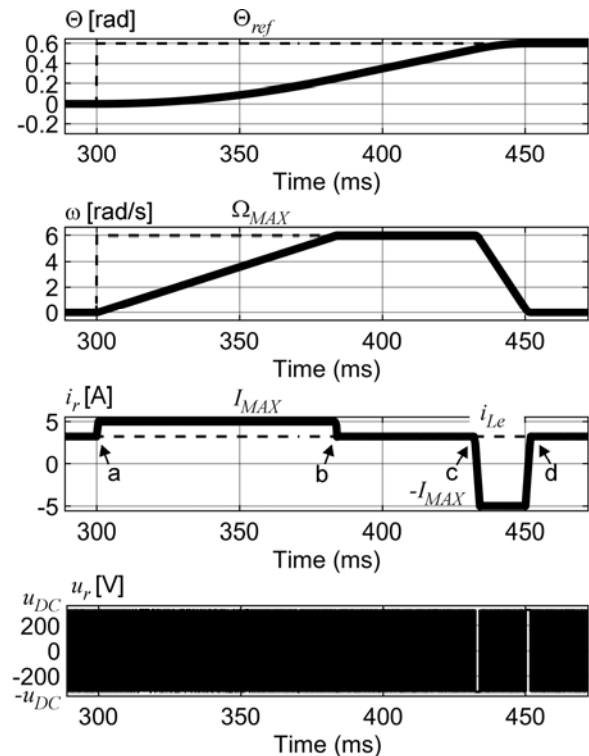 Θ [rad] Θref
0.6
0.4
0.2
0
-0.2
300 350 400 450
Time (ms)
ω [rad/s] ΩMAX
6
4
2
0
300 350 400 450
Time (ms)
ir [A] IMAX iLe
5
0
-5
a b c d
-IMAX
300 350 400 450
Time (ms)
uDC ur [V]
200
0
-200
-uDC
300 350 400 450
Time (ms)